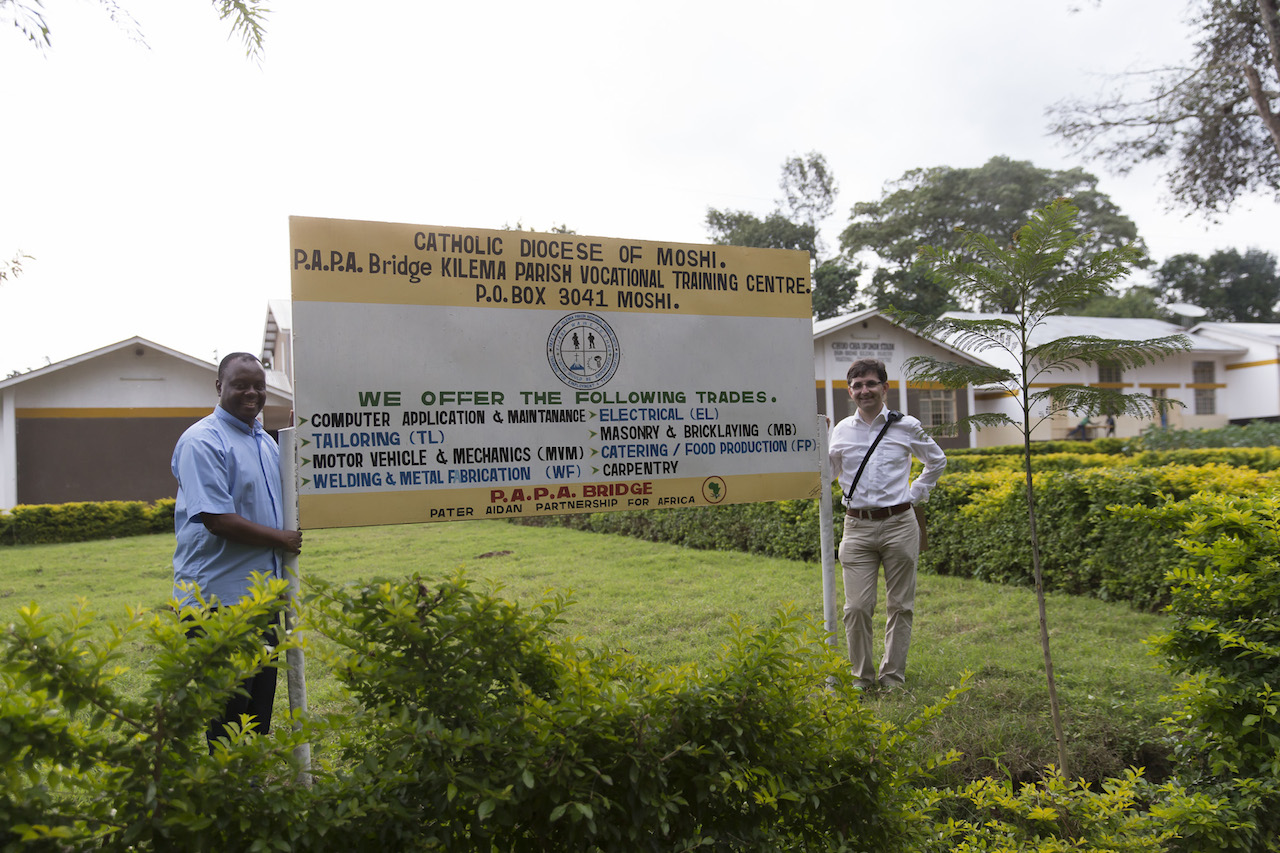 CATHOLIC DIOCESE OF MOSHI.
P.A.P.A. Bridge KILEMA PARISH VOCATIONAL TRAINING CENTRE.
P.O.BOX 3041 MOSHI.
WE OFFER THE FOLLOWING TRADES.
COMPUTER APPLICATION & MAINTANANCE
TAILORING (TL)
MOTOR VEHICLE & MECHANICS (MVM)
WELDING & METAL FABRICATION (WF)
ELECTRICAL (EL)
MASONRY & BRICKLAYING (MB)
CATERING / FOOD PRODUCTION (FP)
CARPENTRY
P.A.P.A. BRIDGE
PATER AIDAN PARTNERSHIP FOR AFRICA